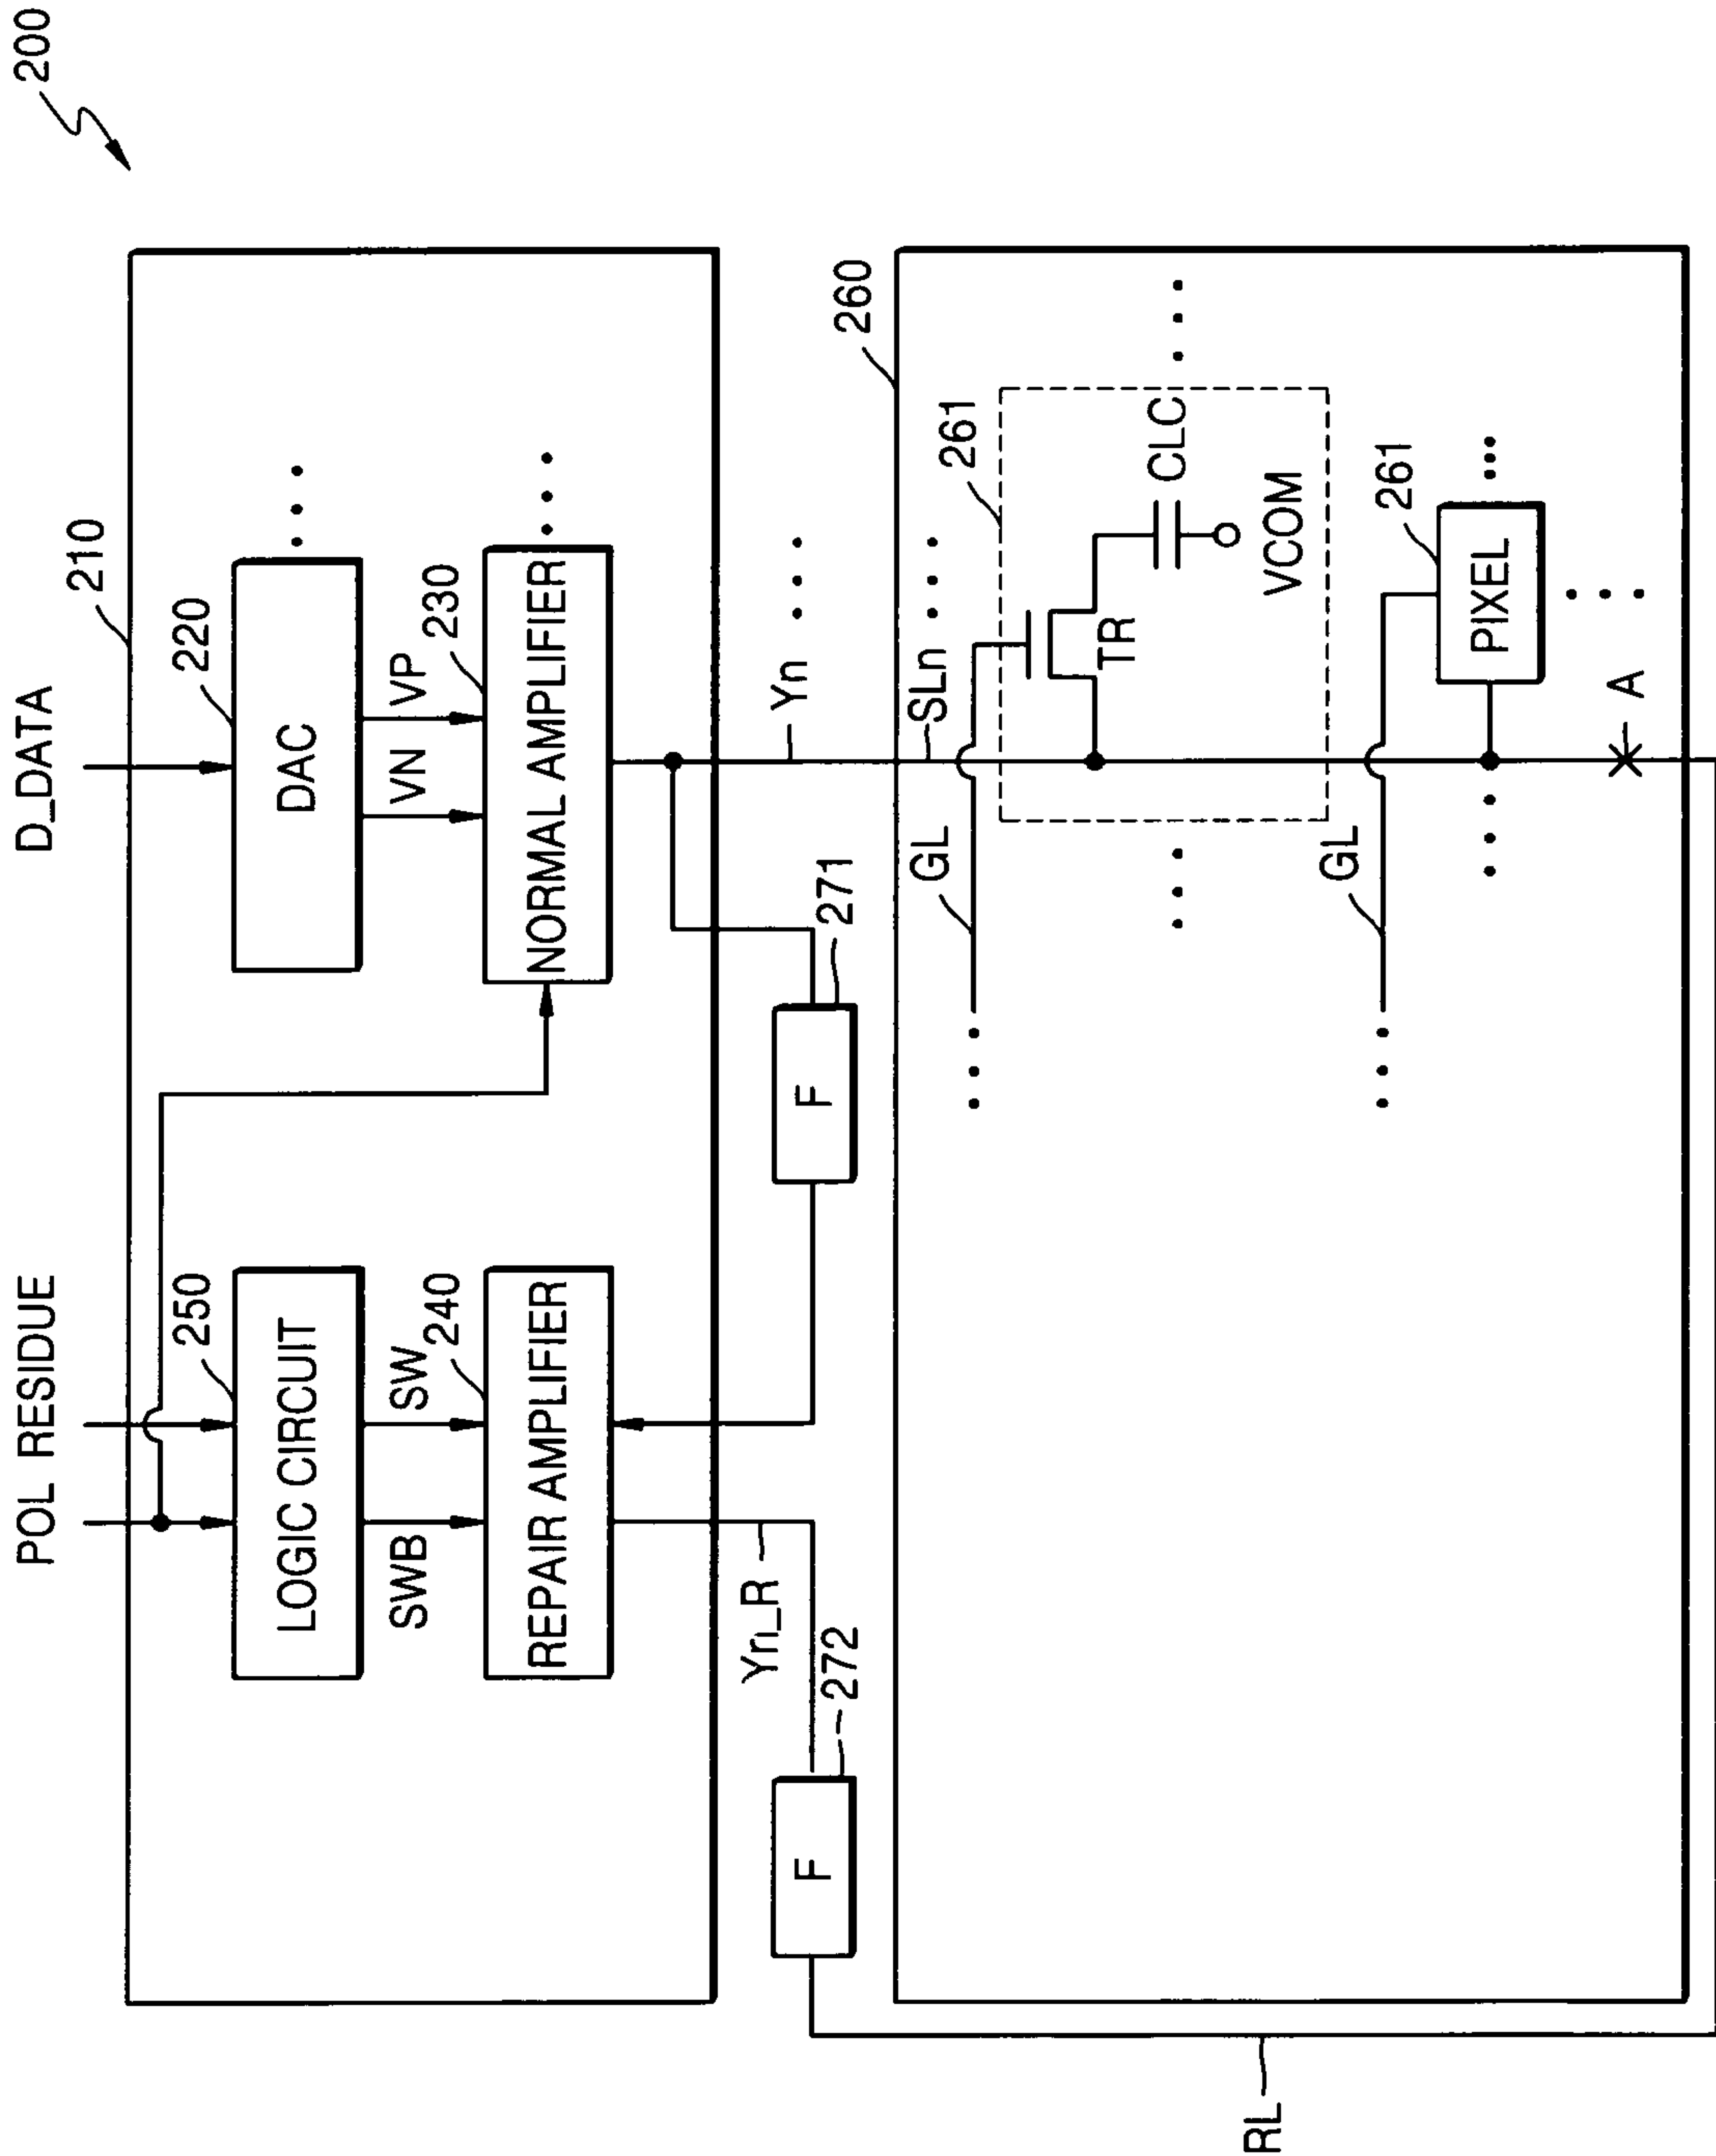 200
POL RESIDUE
D_DATA
210
250
220
LOGIC CIRCUIT
DAC
SWB
SW
240
VN
VP
230
REPAIR AMPLIFIER
NORMAL AMPLIFIER
Yn_R
Yn
272
271
260
F
F
GL
SLn
261
TR
CLC
VCOM
GL
261
PIXEL
A
RL